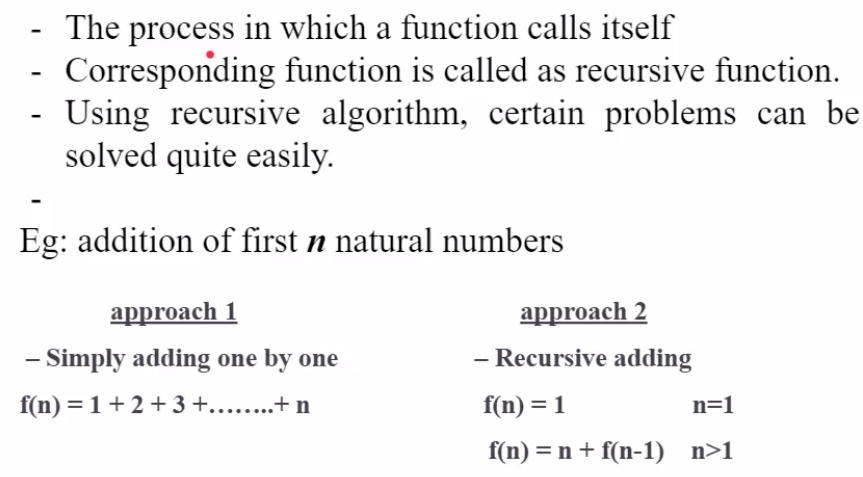 - The process in which a function calls itself
- Corresponding function is called as recursive function.
- Using recursive algorithm, certain problems can be
solved quite easily.
-
Eg: addition of first n natural numbers
approach 1 approach 2
– Simply adding one by one – Recursive adding
f(n) = 1 + 2 + 3 +……..+ n f(n) = 1 n=1
f(n) = n + f(n-1) n>1